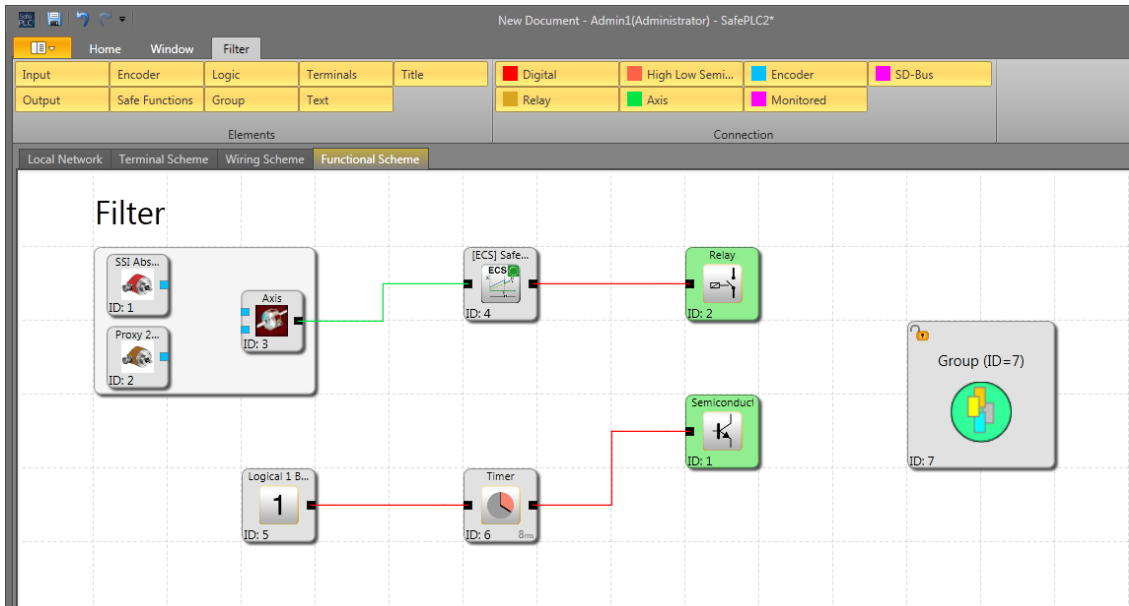 Safe PLC
New Document - Admin1(Administrator) - SafePLC2*
Home Window Filter
Input Encoder Logic Terminals Title Digital High Low Semi... Encoder SD-Bus
Output Safe Functions Group Text Relay Axis Monitored
Elements Connection
Local Network Terminal Scheme Wiring Scheme Functional Scheme
Filter
SSI Abs...
ID: 1
Proxy 2...
ID: 2
Axis
ID: 3
[ECS] Safe...
ECS
ID: 4
Relay
ID: 2
Group (ID=7)
ID: 7
Semiconduct
ID: 1
Logical 1 B...
1
ID: 5
Timer
ID: 6 8ms